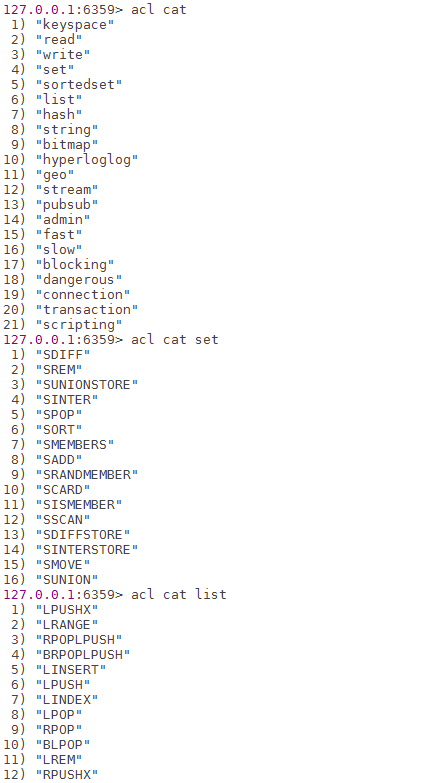 127.0.0.1:6359> acl cat
 1) "keyspace"
 2) "read"
 3) "write"
 4) "set"
 5) "sortedset"
 6) "list"
 7) "hash"
 8) "string"
 9) "bitmap"
10) "hyperloglog"
11) "geo"
12) "stream"
13) "pubsub"
14) "admin"
15) "fast"
16) "slow"
17) "blocking"
18) "dangerous"
19) "connection"
20) "transaction"
21) "scripting"
127.0.0.1:6359> acl cat set
 1) "SDIFF"
 2) "SREM"
 3) "SUNIONSTORE"
 4) "SINTER"
 5) "SPOP"
 6) "SORT"
 7) "SMEMBERS"
 8) "SADD"
 9) "SRANDMEMBER"
10) "SCARD"
11) "SISMEMBER"
12) "SSCAN"
13) "SDIFFSTORE"
14) "SINTERSTORE"
15) "SMOVE"
16) "SUNION"
127.0.0.1:6359> acl cat list
 1) "LPUSHX"
 2) "LRANGE"
 3) "RPOPLPUSH"
 4) "BRPOPLPUSH"
 5) "LINSERT"
 6) "LPUSH"
 7) "LINDEX"
 8) "LPOP"
 9) "RPOP"
10) "BLPOP"
11) "LREM"
12) "RPUSHX"